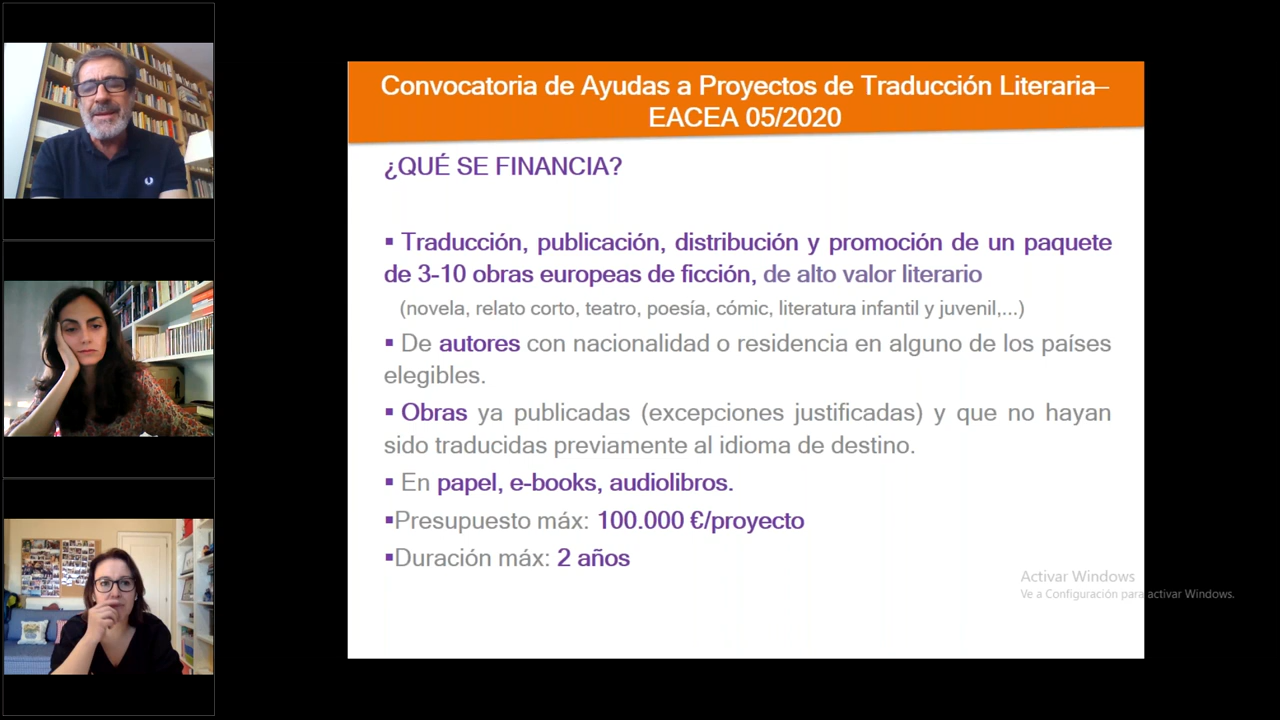 Convocatoria de Ayudas a Proyectos de Traducción Literaria–
EACEA 05/2020
¿QUÉ SE FINANCIA?
▪ Traducción, publicación, distribución y promoción de un paquete
de 3-10 obras europeas de ficción, de alto valor literario
(novela, relato corto, teatro, poesía, cómic, literatura infantil y juvenil,...)
▪ De autores con nacionalidad o residencia en alguno de los países
elegibles.
▪ Obras ya publicadas (excepciones justificadas) y que no hayan
sido traducidas previamente al idioma de destino.
▪ En papel, e-books, audiolibros.
▪Presupuesto máx: 100.000 €/proyecto
▪Duración máx: 2 años
Activar Windows
Ve a Configuración para activar Windows.